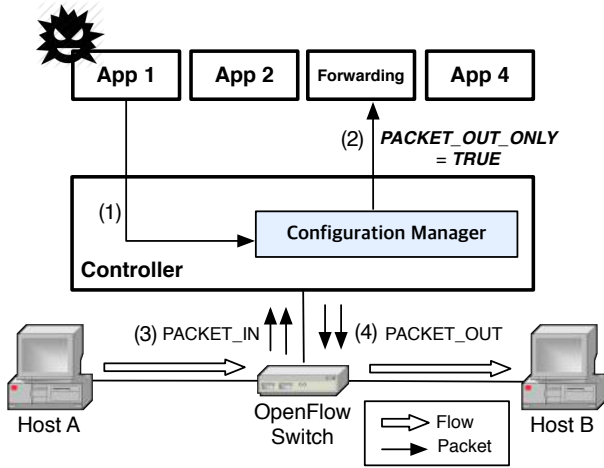 App 1
App 2
Forwarding
App 4
(2) PACKET_OUT_ONLY
= TRUE
(1)
Configuration Manager
Controller
(3) PACKET_IN
(4) PACKET_OUT
Host A
OpenFlow
Switch
Host B
Flow
Packet